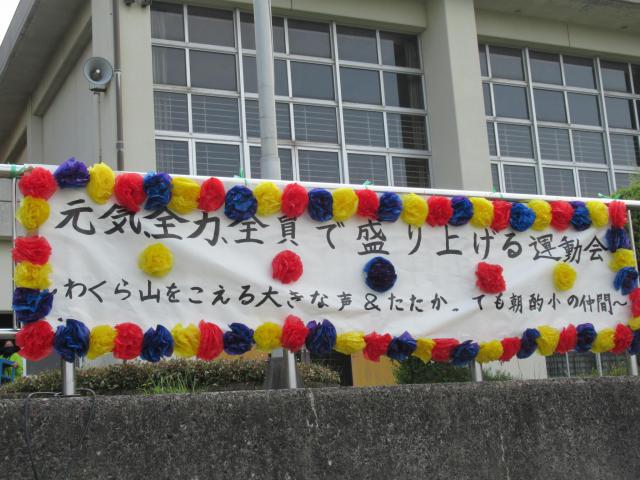 元気、全力、全員で盛り上げる運動会
~わくら山をこえる大きな声&たたかっても朝酌小の仲間~